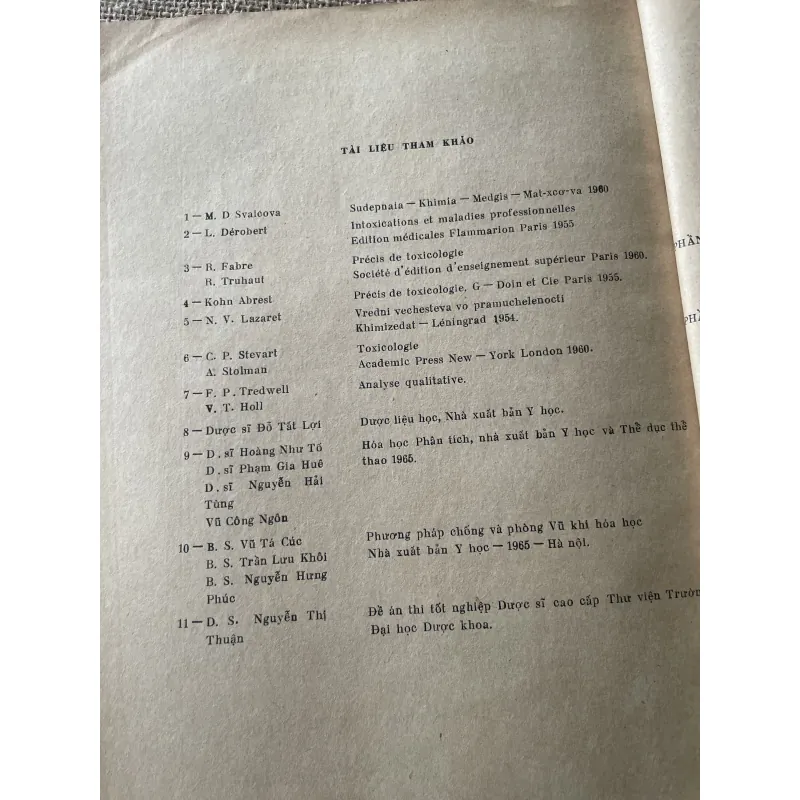 TÀI LIỆU THAM KHẢO
1 — M. D Svaicova Sudepnaia — Khimia — Medgis — Mat-xcơ-va 1960
2 — L. Dérobert Intoxications et maladies professionnelles
Edition médicales Flammarion Paris 1955
3 — R. Fabre Précis de toxicologie
R. Truhaut Société d'édition d'enseignement supérieur Paris 1960.
4 — Kohn Abrest Précis de toxicologie, G — Doin et Cie Paris 1955.
5 — N. V. Lazaret Vredni vechesteva vo pramuchelenocti
Khimizedat — Léningrad 1954.
6 — C. P. Stevart Toxicologie
A. Stolman Academic Press New — York London 1960.
7 — F. P. Tredwell Analyse qualitative.
V. T. Holl
8 — Dược sĩ Đỗ Tất Lợi Dược liệu học, Nhà xuất bản Y học.
9 — D. sĩ Hoàng Như Tố Hóa học Phân tích, nhà xuất bản Y học và Thể dục thể
D. sĩ Phạm Gia Huệ thao 1965.
D. sĩ Nguyễn Hải
Tùng
Vũ Công Ngôn
10 — B. S. Vũ Tá Cúc Phương pháp chống và phòng Vũ khí hóa học
B. S. Trần Lưu Khôi Nhà xuất bản Y học — 1965 — Hà nội.
B. S. Nguyễn Hưng
Phúc
11 — D. S. Nguyễn Thị Đề án thi tốt nghiệp Dược sĩ cao cấp Thư viện Trườn
Thuận Đại học Dược khoa.
PHẦN